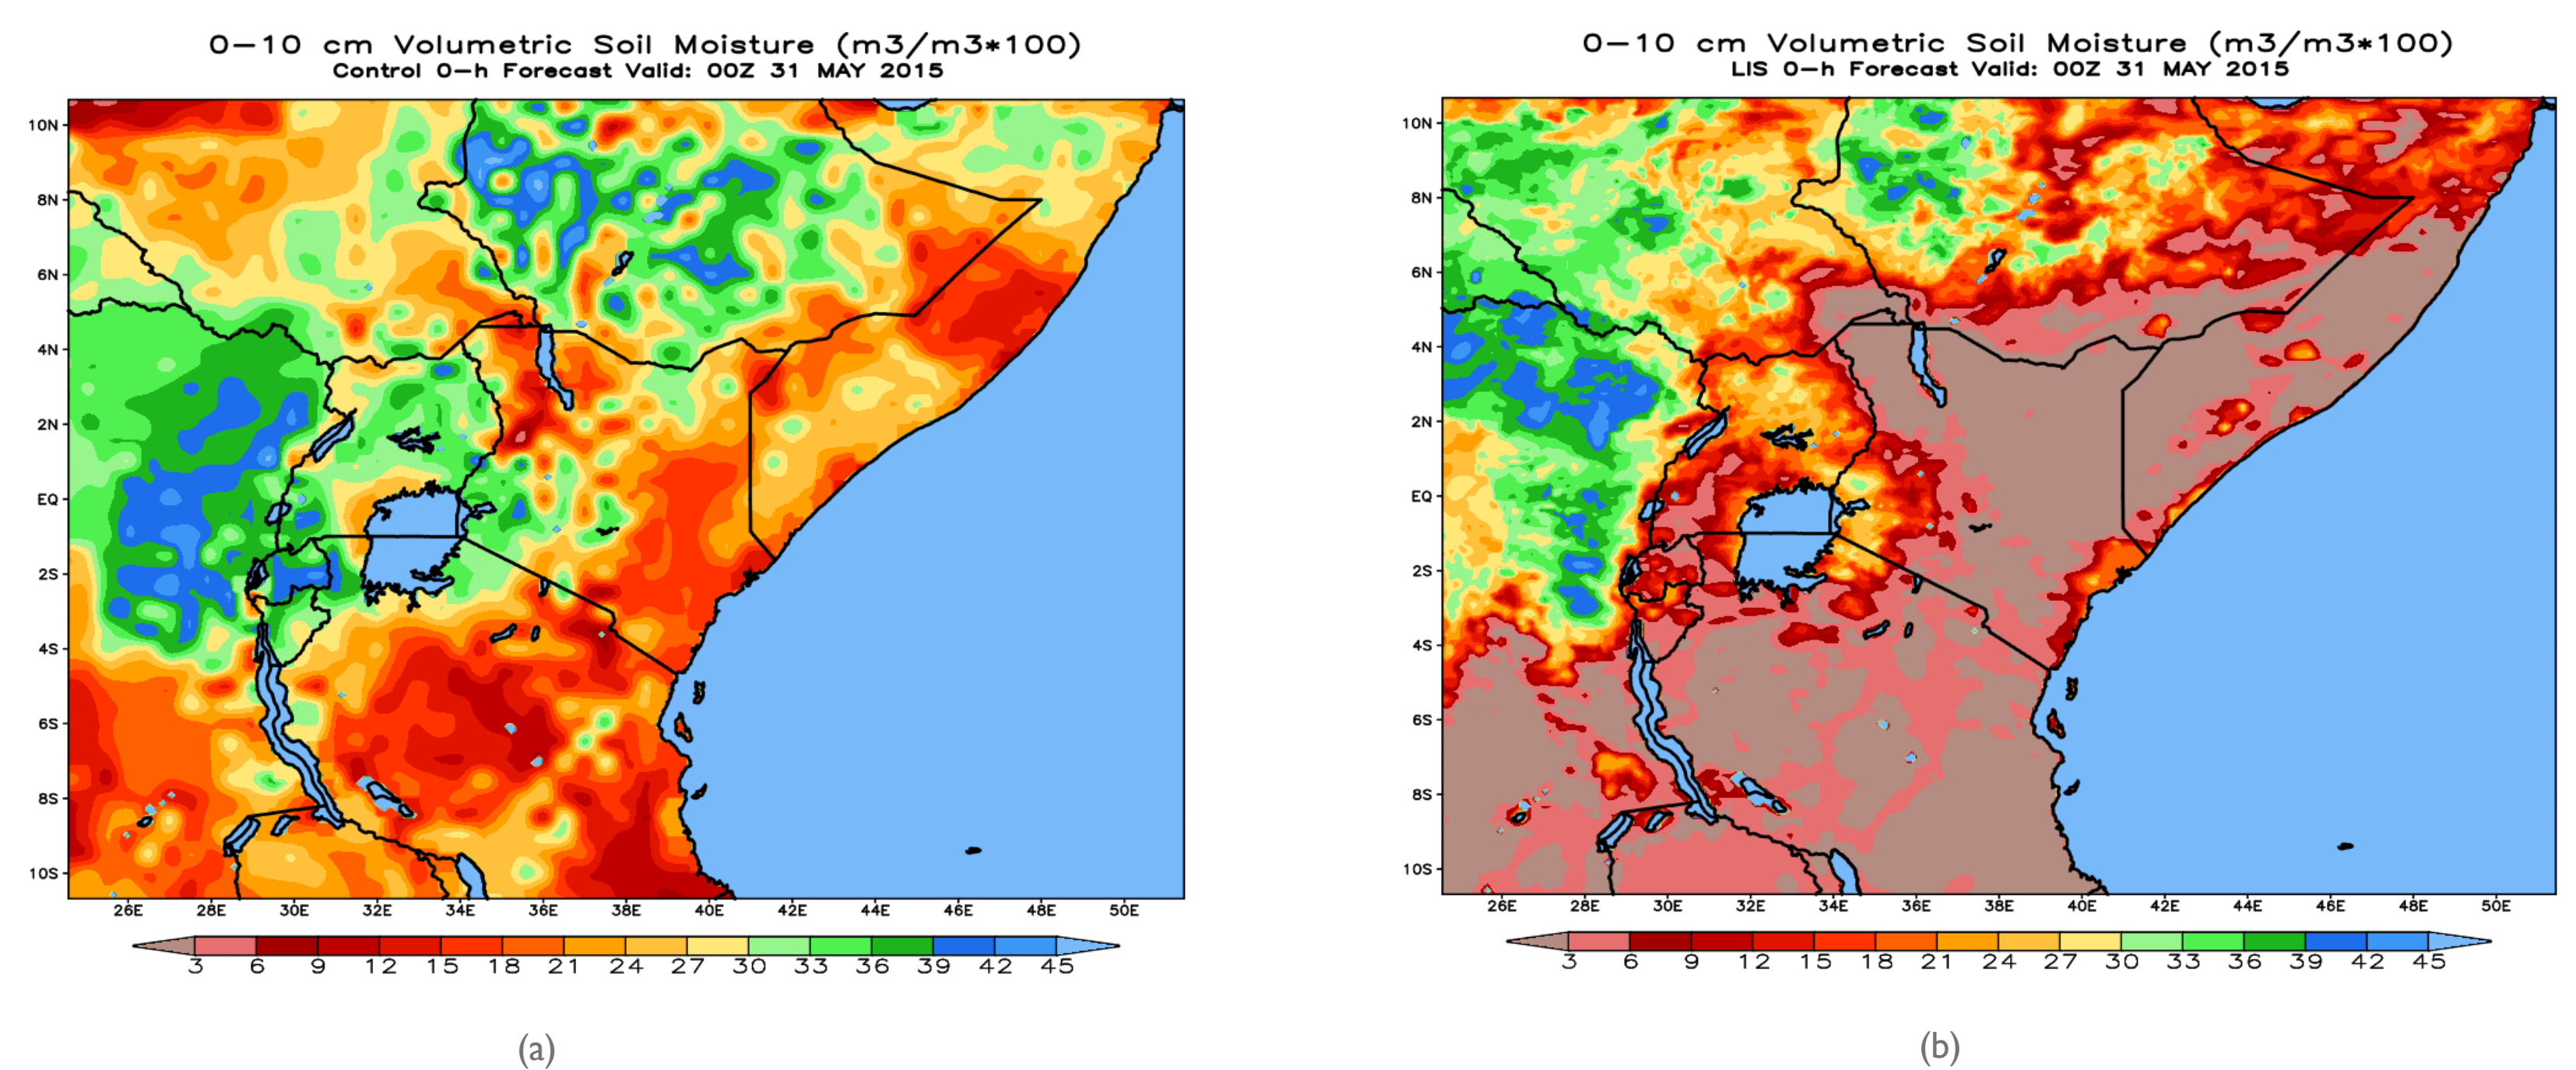 0-10 cm Volumetric Soil Moisture (m3/m3*100)
Control 0-h Forecast Valid: 00Z 31 MAY 2015
10N
8N
6N
4N
2N
EQ
2S
4S
6S
8S
10S
26E 28E 30E 32E 34E 36E 38E 40E 42E 44E 46E 48E 50E
3 6 9 12 15 18 21 24 27 30 33 36 39 42 45
(a)
0-10 cm Volumetric Soil Moisture (m3/m3*100)
LIS 0-h Forecast Valid: 00Z 31 MAY 2015
10N
8N
6N
4N
2N
EQ
2S
4S
6S
8S
10S
26E 28E 30E 32E 34E 36E 38E 40E 42E 44E 46E 48E 50E
3 6 9 12 15 18 21 24 27 30 33 36 39 42 45
(b)